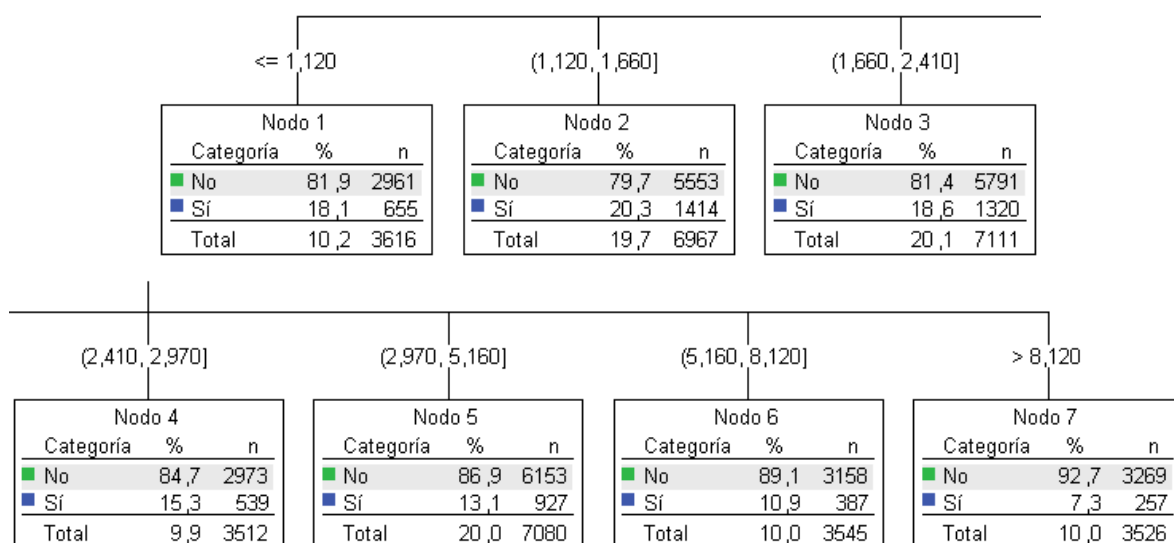 <= 1,120 (1,120, 1,660] (1,660, 2,410]
Nodo 1
Categoría % n
No 81 ,9 2961
Sí 18 ,1 655
Total 10 ,2 3616
Nodo 2
Categoría % n
No 79 ,7 5553
Sí 20 ,3 1414
Total 19 ,7 6967
Nodo 3
Categoría % n
No 81 ,4 5791
Sí 18 ,6 1320
Total 20 ,1 7111
(2,410, 2,970] (2,970, 5,160] (5,160, 8,120] > 8,120
Nodo 4
Categoría % n
No 84 ,7 2973
Sí 15 ,3 539
Total 9 ,9 3512
Nodo 5
Categoría % n
No 86 ,9 6153
Sí 13 ,1 927
Total 20 ,0 7080
Nodo 6
Categoría % n
No 89 ,1 3158
Sí 10 ,9 387
Total 10 ,0 3545
Nodo 7
Categoría % n
No 92 ,7 3269
Sí 7 ,3 257
Total 10 ,0 3526